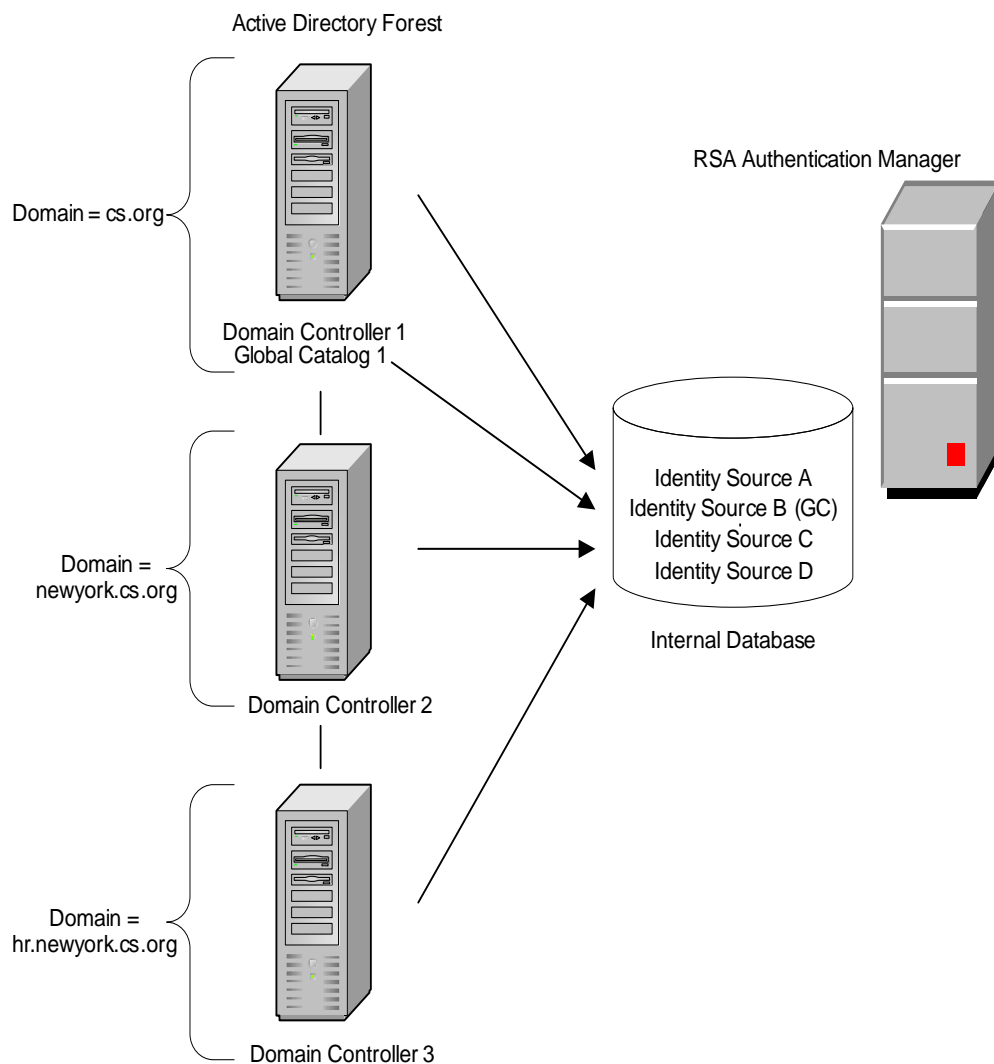 Active Directory Forest
RSA Authentication Manager
Domain = cs.org
Domain Controller 1
Global Catalog 1
Identity Source A
Identity Source B (GC)
Identity Source C
Identity Source D
Internal Database
Domain =
newyork.cs.org
Domain Controller 2
Domain =
hr.newyork.cs.org
Domain Controller 3